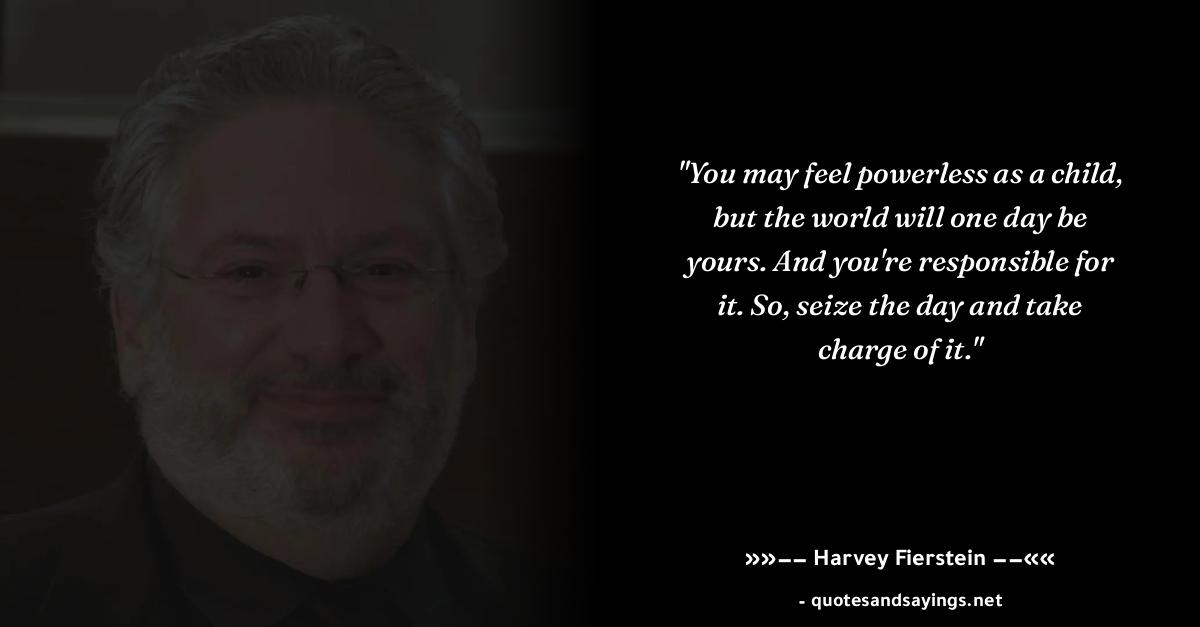 "You may feel powerless as a child,
but the world will one day be
yours. And you're responsible for
it. So, seize the day and take
charge of it."
»»−− Harvey Fierstein −−««
- quotesandsayings.net